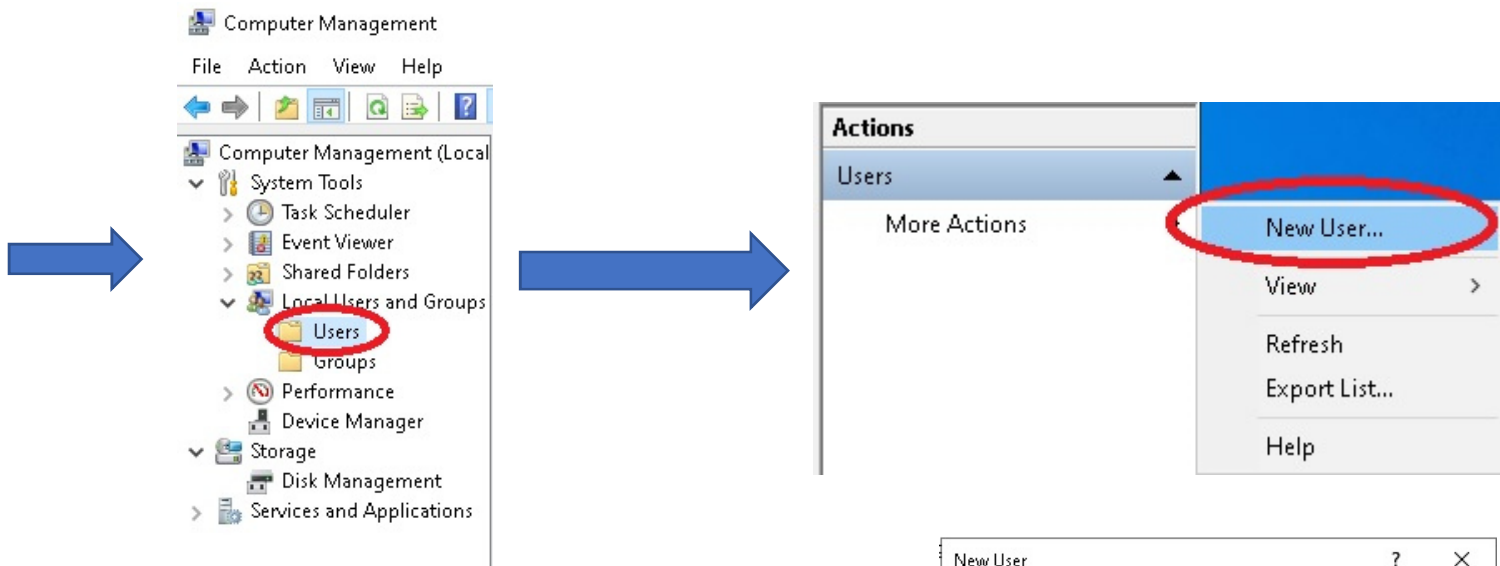 Computer Management
File Action View Help
Computer Management (Local
System Tools
Task Scheduler
Event Viewer
Shared Folders
Local Users and Groups
Users
Groups
Performance
Device Manager
Storage
Disk Management
Services and Applications
Actions
Users
More Actions
New User...
View
Refresh
Export List...
Help
New User ?